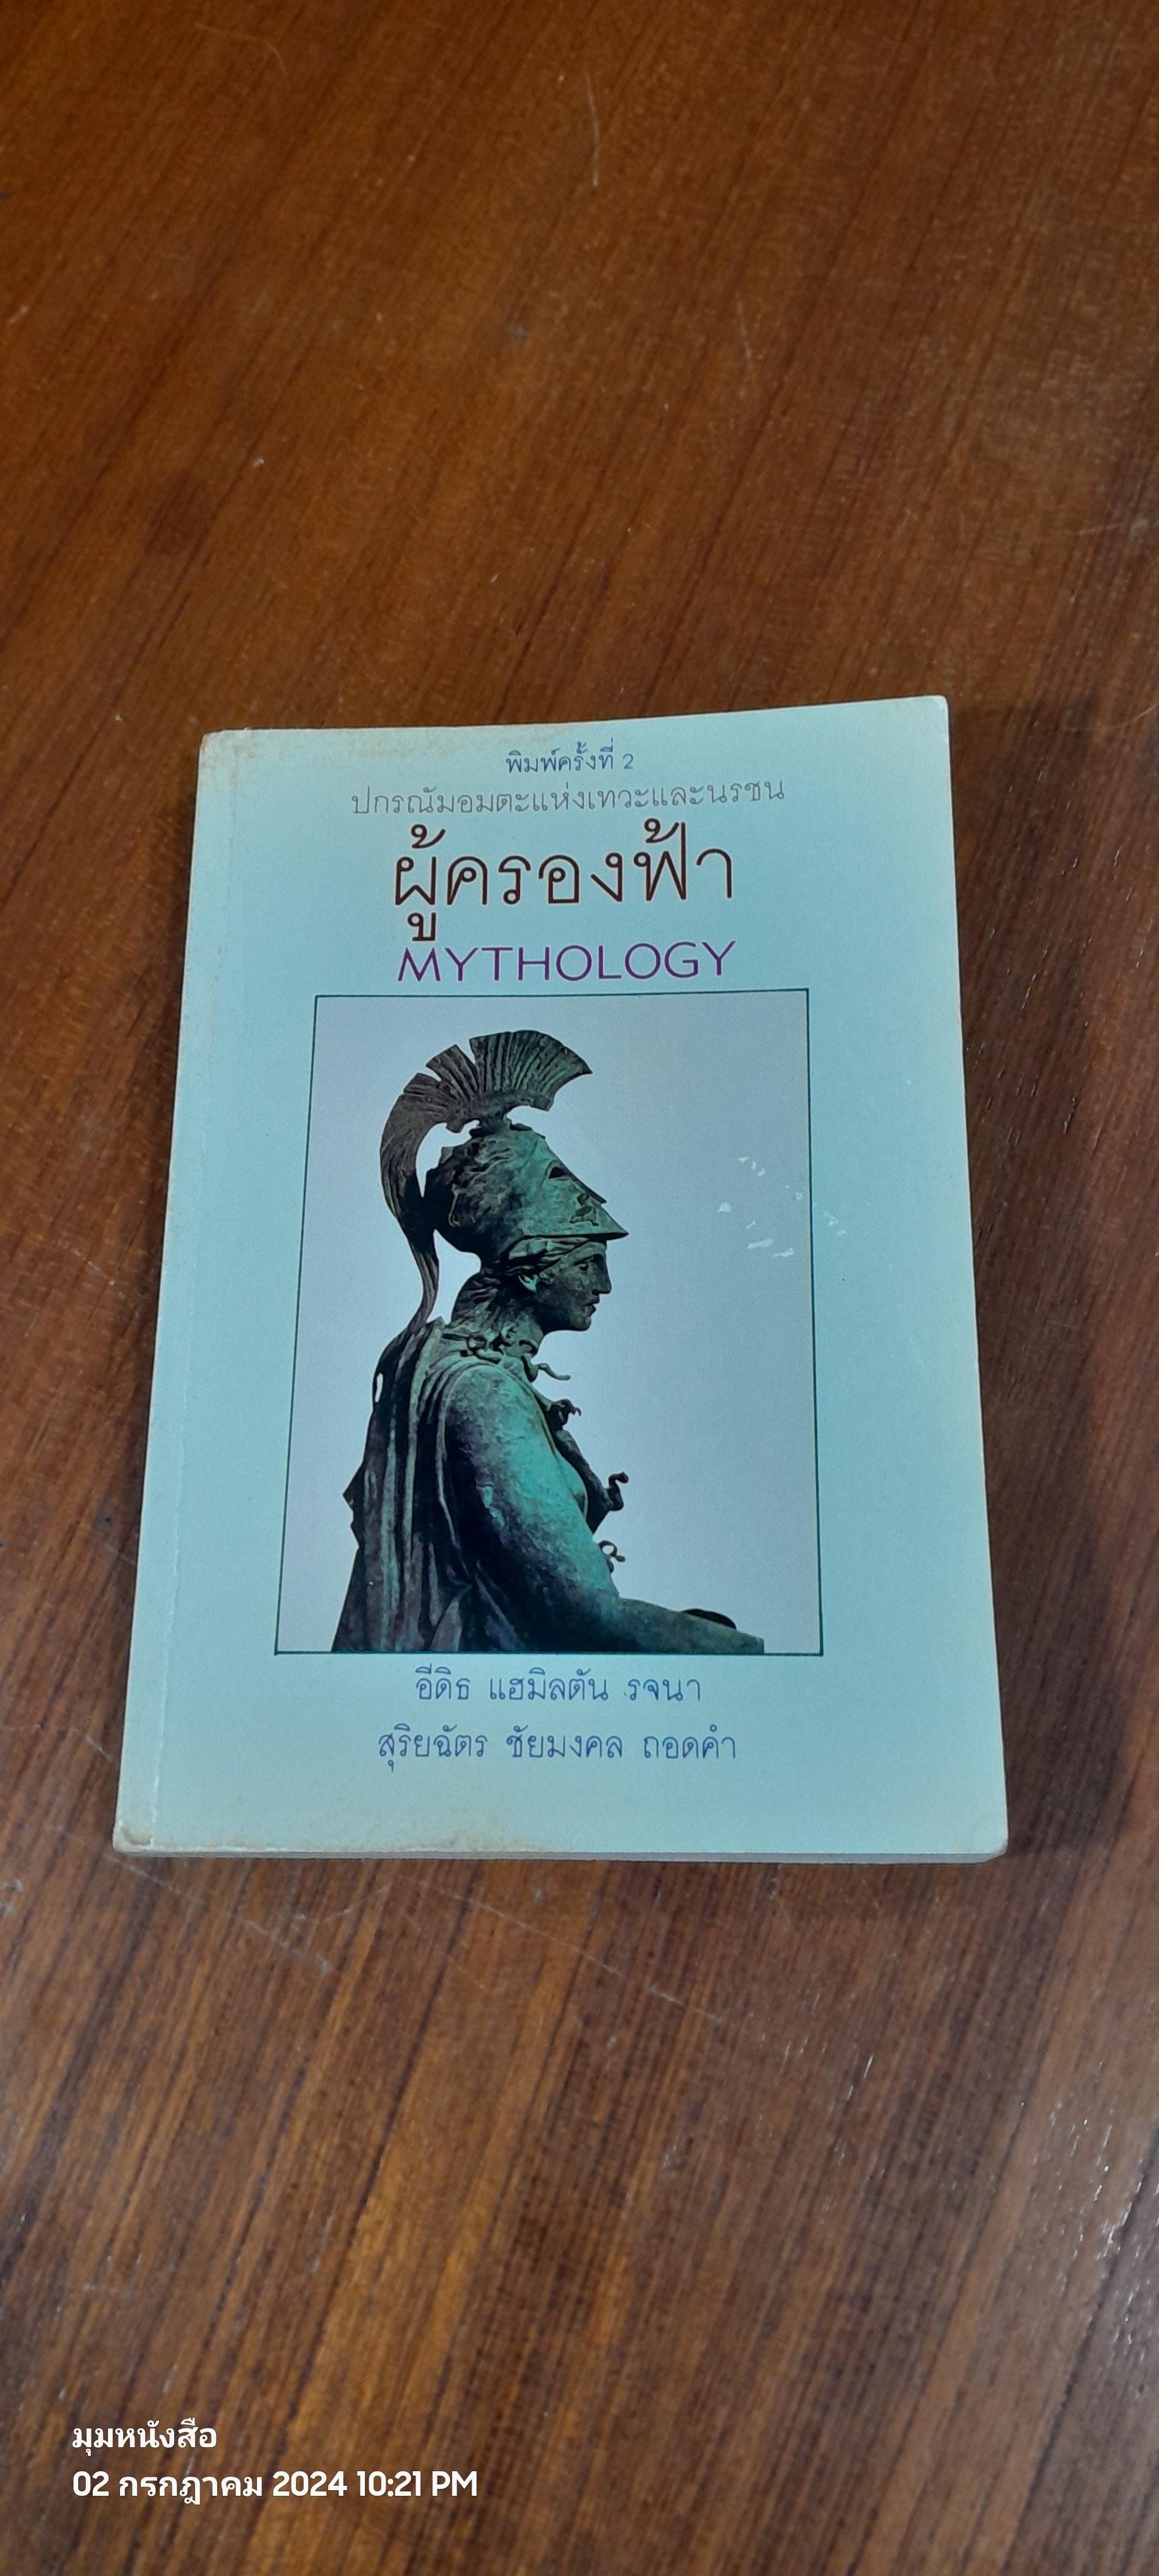 พิมพ์ครั้งที่ 2
ปกรณัมอมตะแห่งเทวะและนรชน
ผู้ครองฟ้า
MYTHOLOGY
อีดิธ แฮมิลตัน รจนา
สุริยฉัตร ชัยมงคล ถอดคำ
มุมหนังสือ
02 กรกฎาคม 2024 10:21 PM